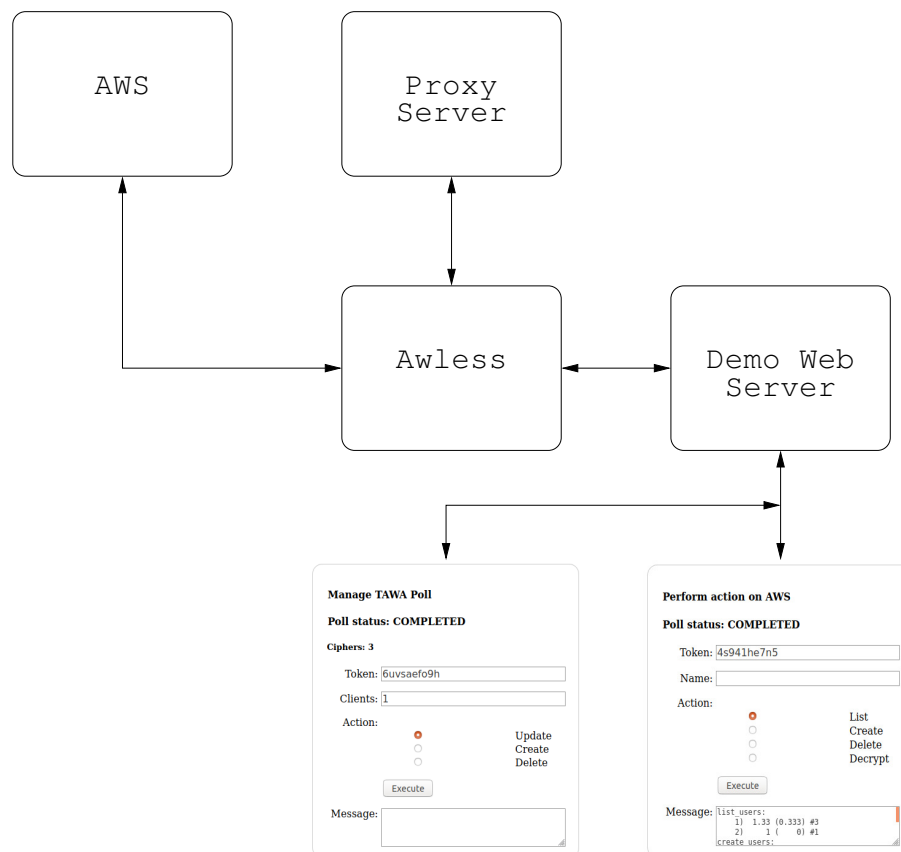 AWS
Proxy
Server
Awless
Demo Web
Server
Manage TAWA Poll
Poll status: COMPLETED
Ciphers: 3
Token: 6uvsaefo9h
Clients: 1
Action:
Update
Create
Delete
Execute
Message:
Perform action on AWS
Poll status: COMPLETED
Token: 4s941he7n5
Name:
Action:
List
Create
Delete
Decrypt
Execute
Message: list_users:
1) 1.33 (0.333) #3
2) 1 ( 0) #1
create users: